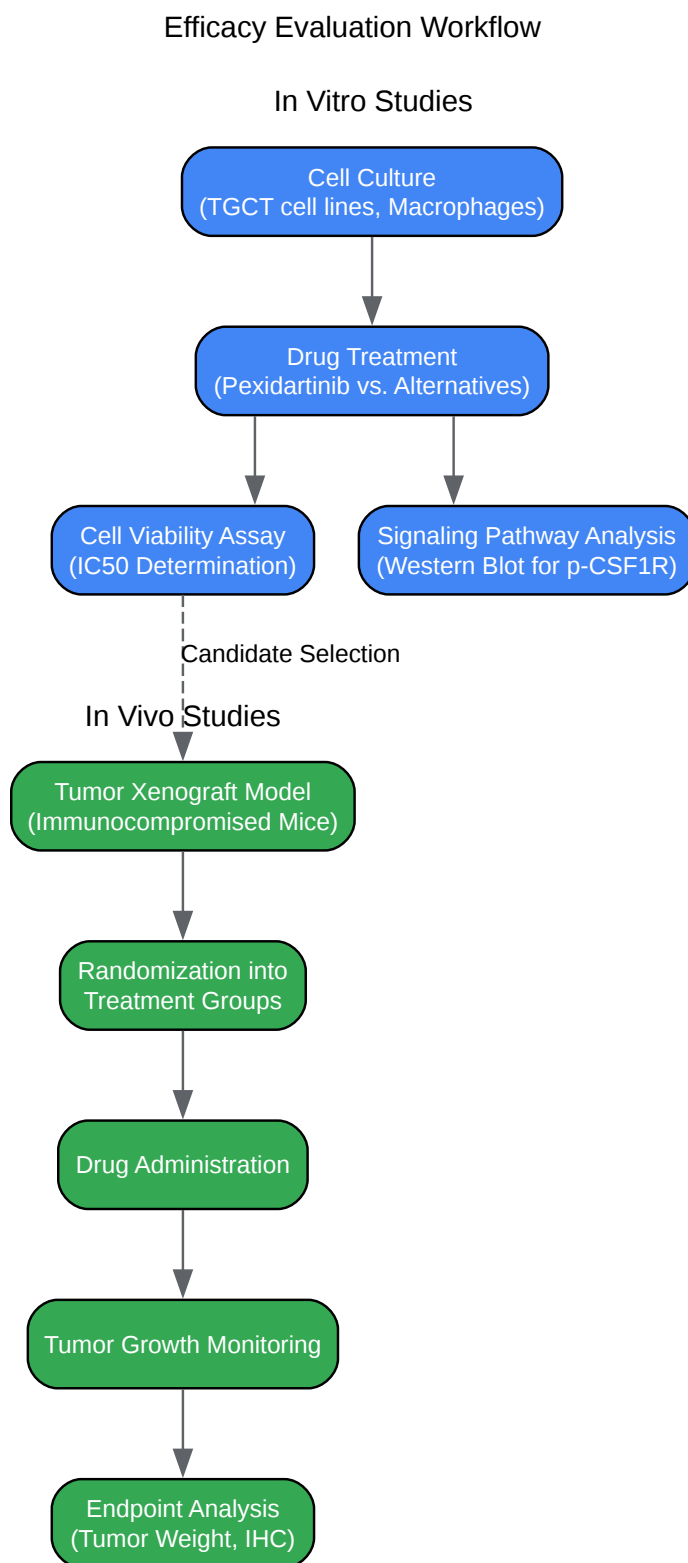 Efficacy Evaluation Workflow
In Vitro Studies
Cell Culture
(TGCT cell lines, Macrophages)
Drug Treatment
(Pexidartinib vs. Alternatives)
Cell Viability Assay
(IC50 Determination)
Signaling Pathway Analysis
(Western Blot for p-CSF1R)
Candidate Selection
In Vivo Studies
Tumor Xenograft Model
(Immunocompromised Mice)
Randomization into
Treatment Groups
Drug Administration
Tumor Growth Monitoring
Endpoint Analysis
(Tumor Weight, IHC)